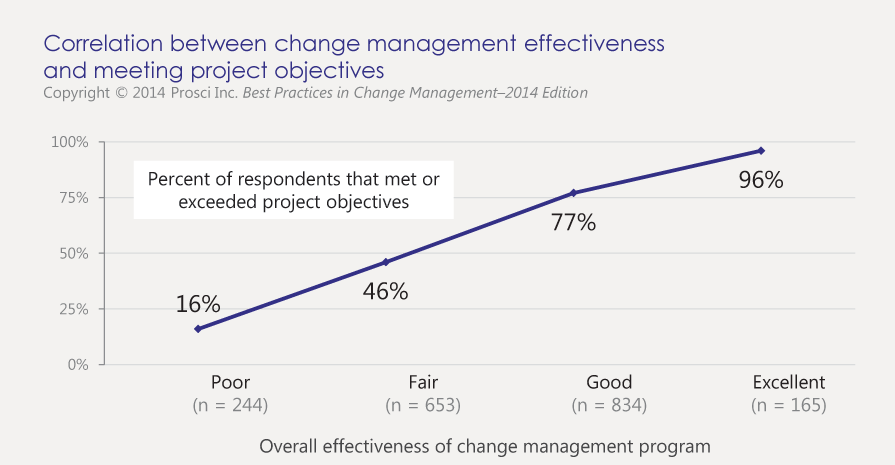 Correlation between change management effectiveness
and meeting project objectives
Copyright © 2014 Prosci Inc. Best Practices in Change Management–2014 Edition
100%
75%
50%
25%
0%
Percent of respondents that met or
exceeded project objectives
16%
46%
77%
96%
Poor Fair Good Excellent
(n = 244) (n = 653) (n = 834) (n = 165)
Overall effectiveness of change management program